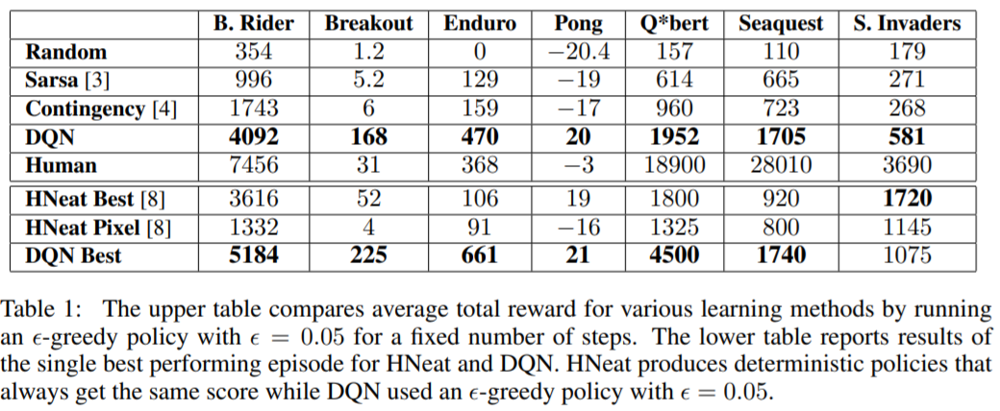 B. Rider Breakout Enduro Pong Q*bert Seaquest S. Invaders
Random 354 1.2 0 −20.4 157 110 179
Sarsa [3] 996 5.2 129 −19 614 665 271
Contingency [4] 1743 6 159 −17 960 723 268
DQN 4092 168 470 20 1952 1705 581
Human 7456 31 368 −3 18900 28010 3690
HNeat Best [8] 3616 52 106 19 1800 920 1720
HNeat Pixel [8] 1332 4 91 −16 1325 800 1145
DQN Best 5184 225 661 21 4500 1740 1075
Table 1: The upper table compares average total reward for various learning methods by running
an ϵ-greedy policy with ϵ = 0.05 for a fixed number of steps. The lower table reports results of
the single best performing episode for HNeat and DQN. HNeat produces deterministic policies that
always get the same score while DQN used an ϵ-greedy policy with ϵ = 0.05.